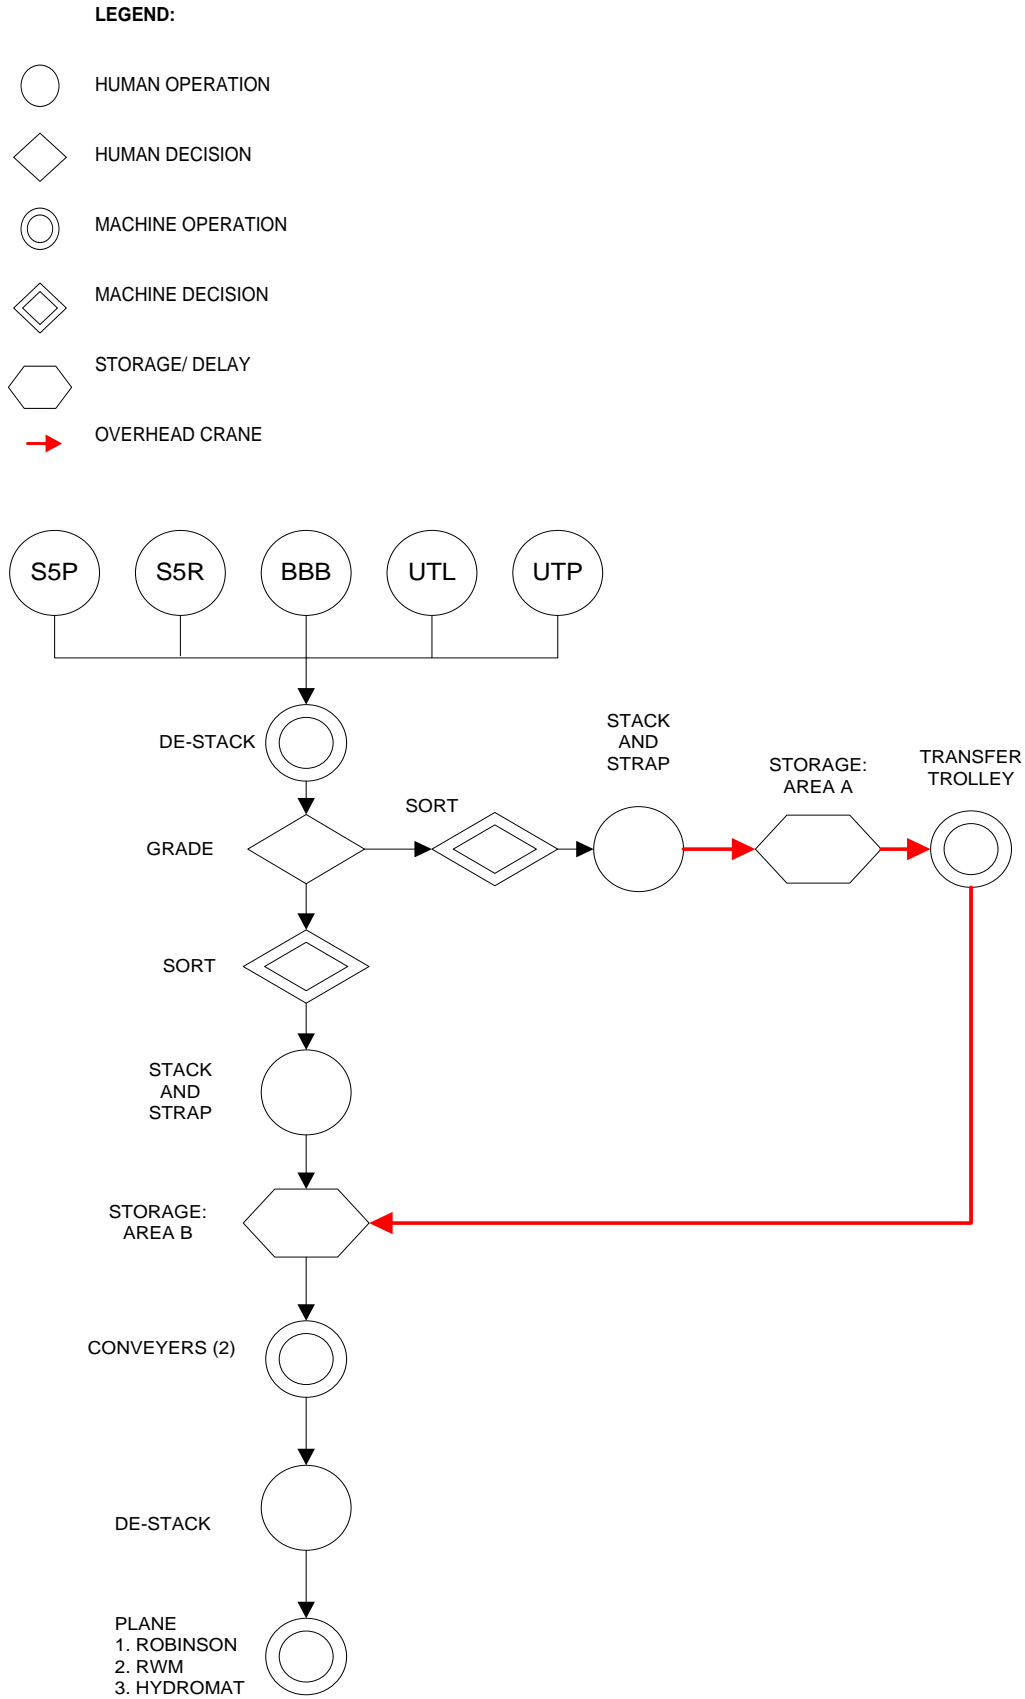 LEGEND:
HUMAN OPERATION
HUMAN DECISION
MACHINE OPERATION
MACHINE DECISION
STORAGE/ DELAY
OVERHEAD CRANE
S5P
S5R
BBB
UTL
UTP
DE-STACK
STACK
AND
STRAP
STORAGE:
AREA A
TRANSFER
TROLLEY
SORT
GRADE
SORT
STACK
AND
STRAP
STORAGE:
AREA B
CONVEYERS (2)
DE-STACK
PLANE
1. ROBINSON
2. RWM
3. HYDROMAT